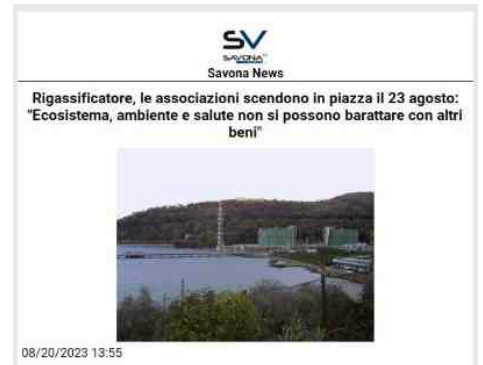 SV
SAVONA
Savona News
Rigassificatore, le associazioni scendono in piazza il 23 agosto:
"Ecosistema, ambiente e salute non si possono barattare con altri
beni"
08/20/2023 13:55